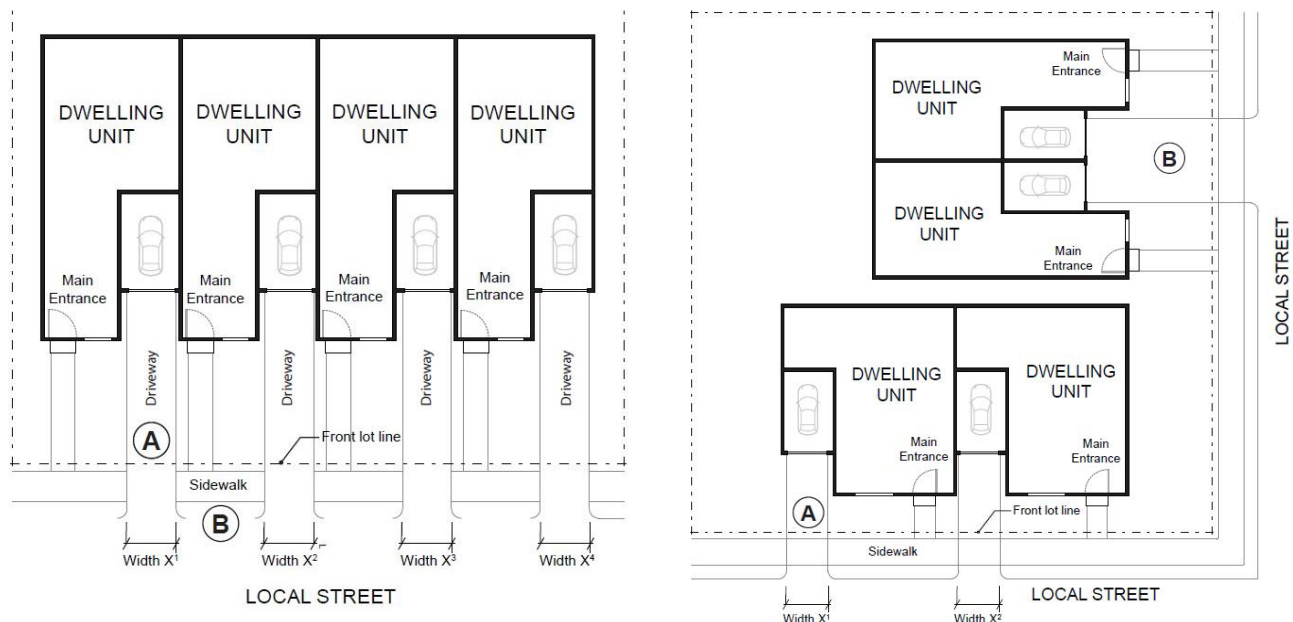 DWELLING
UNIT
DWELLING
UNIT
DWELLING
UNIT
DWELLING
UNIT
Main
Entrance
Main
Entrance
Main
Entrance
Main
Entrance
Driveway
Driveway
Driveway
Driveway
A
Front lot line
Sidewalk
B
Width X¹
Width X²
Width X³
Width X⁴
LOCAL STREET
Main
Entrance
DWELLING
UNIT
B
DWELLING
UNIT
Main
Entrance
LOCAL STREET
DWELLING
UNIT
DWELLING
UNIT
Main
Entrance
Main
Entrance
A
Front lot line
Sidewalk
LOCAL STREET
Width X¹
Width X²